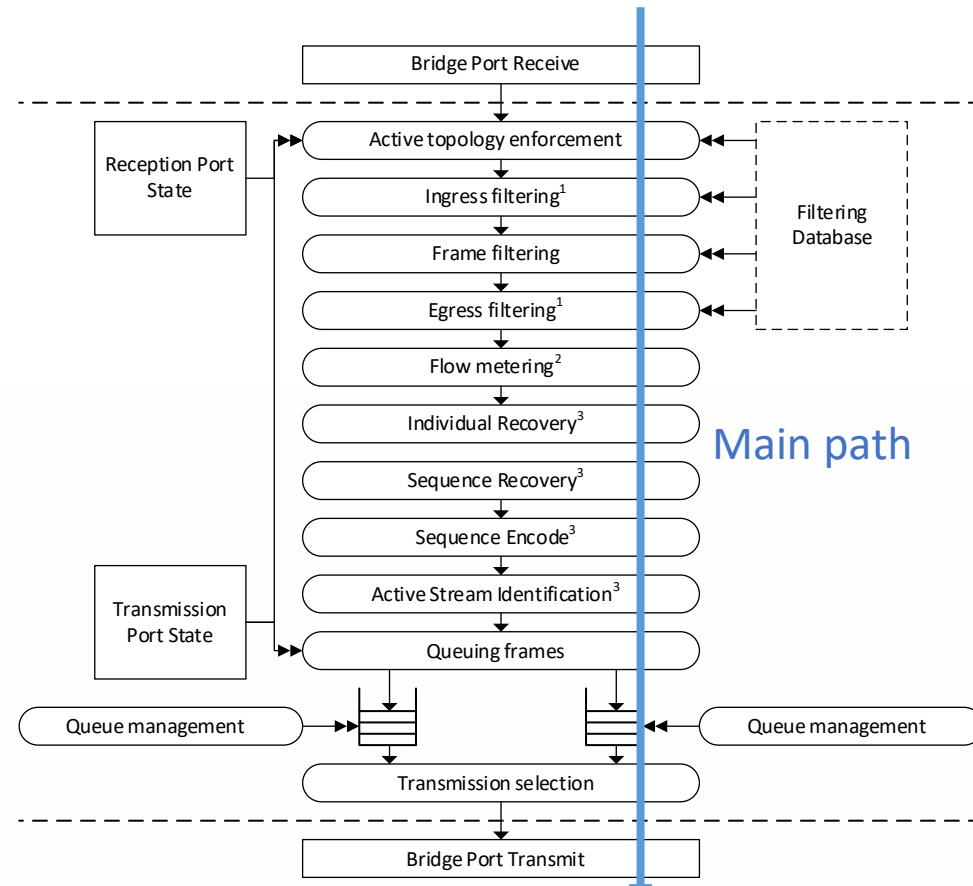 Bridge Port Receive
Active topology enforcement
Reception Port
State
Ingress filtering¹
Filtering
Database
Frame filtering
Egress filtering¹
Flow metering²
Individual Recovery³
Main path
Sequence Recovery³
Sequence Encode³
Active Stream Identification³
Transmission
Port State
Queuing frames
Queue management
Queue management
Transmission selection
Bridge Port Transmit